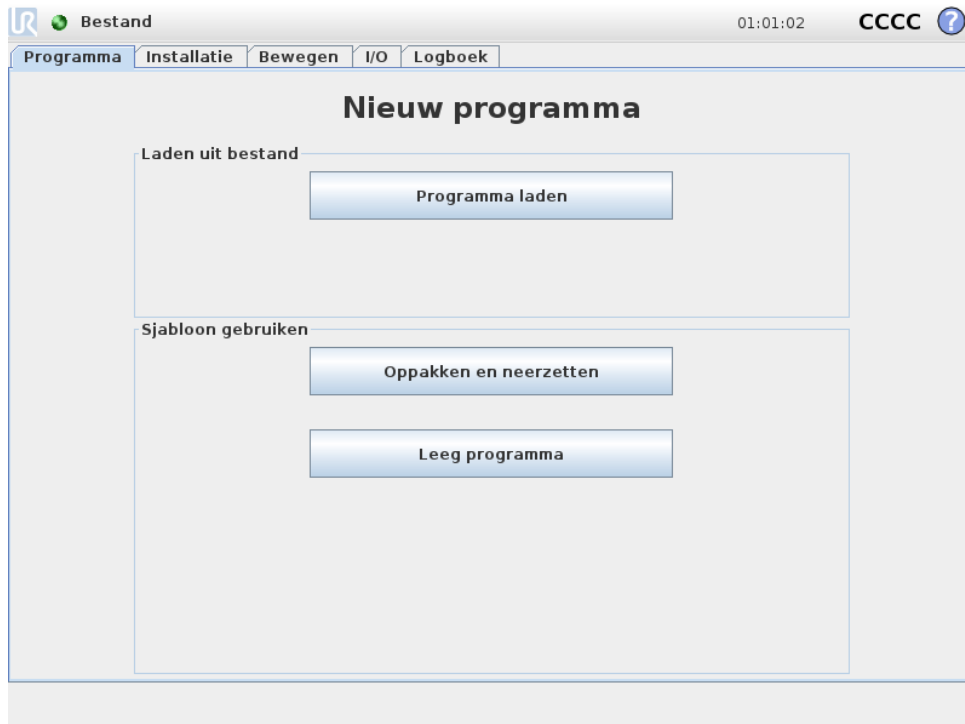 UR Bestand 01:01:02 CCCC ?
Programma Installatie Bewegen I/O Logboek
Nieuw programma
Laden uit bestand
Programma laden
Sjabloon gebruiken
Oppakken en neerzetten
Leeg programma